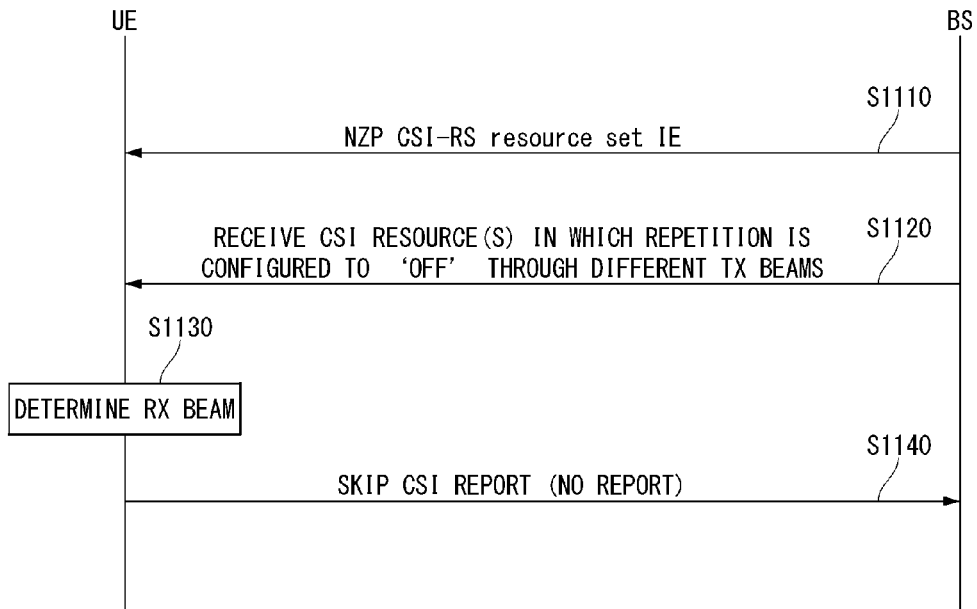 UE
BS
S1110
NZP CSI-RS resource set IE
S1120
RECEIVE CSI RESOURCE(S) IN WHICH REPETITION IS
CONFIGURED TO ‘OFF’ THROUGH DIFFERENT TX BEAMS
S1130
DETERMINE RX BEAM
S1140
SKIP CSI REPORT (NO REPORT)